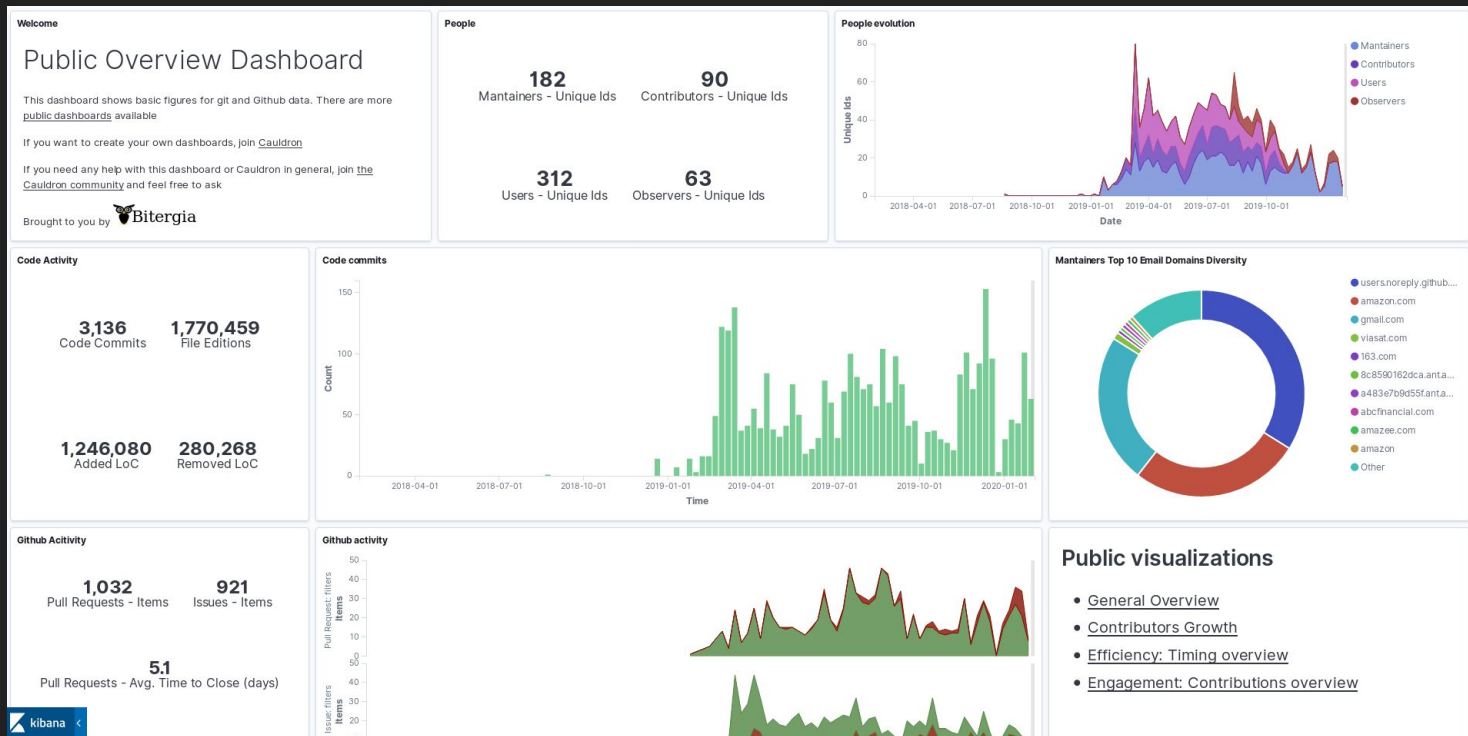 Welcome
Public Overview Dashboard
This dashboard shows basic figures for git and Github data. There are more
public dashboards available
If you want to create your own dashboards, join Cauldron
If you need any help with this dashboard or Cauldron in general, join the
Cauldron community and feel free to ask
Brought to you by Bitergia
People
182
Mantainers - Unique Ids
90
Contributors - Unique Ids
312
Users - Unique Ids
63
Observers - Unique Ids
People evolution
Unique Ids
80
60
40
20
0
2018-04-01
2018-07-01
2018-10-01
2019-01-01
2019-04-01
2019-07-01
2019-10-01
Date
Mantainers
Contributors
Users
Observers
Code Activity
3,136
Code Commits
1,770,459
File Editions
1,246,080
Added LoC
280,268
Removed LoC
Code commits
Count
150
100
50
0
2018-04-01
2018-07-01
2018-10-01
2019-01-01
2019-04-01
2019-07-01
2019-10-01
2020-01-01
Time
Mantainers Top 10 Email Domains Diversity
users.noreply.github....
amazon.com
gmail.com
viasat.com
163.com
8c8590162dca.ant.a...
a483e7b9d55f.ant.a...
abcfinancial.com
amazee.com
amazon
Other
Github Acitivity
1,032
Pull Requests - Items
921
Issues - Items
5.1
Pull Requests - Avg. Time to Close (days)
kibana
Github activity
Pull Request: filters
Items
50
40
30
20
10
0
Issue: filters
Items
50
40
30
20
Public visualizations
General Overview
Contributors Growth
Efficiency: Timing overview
Engagement: Contributions overview